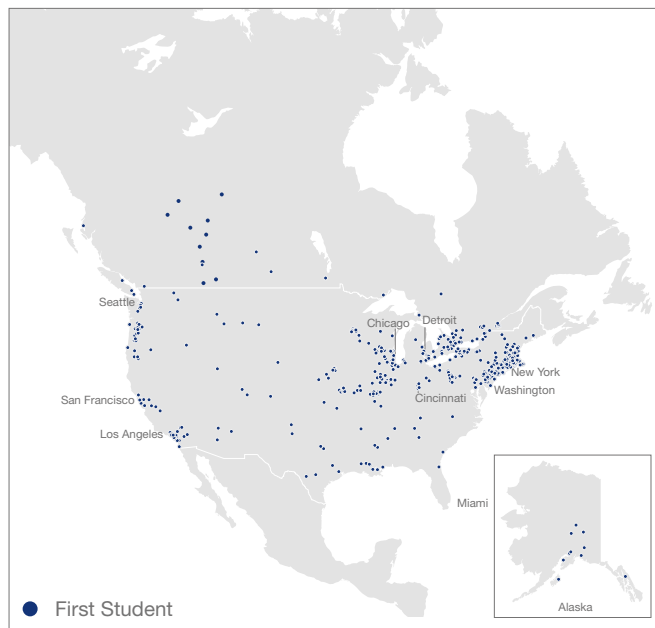 Seattle
Chicago
Detroit
New York
Washington
Cincinnati
San Francisco
Los Angeles
Miami
Alaska
First Student